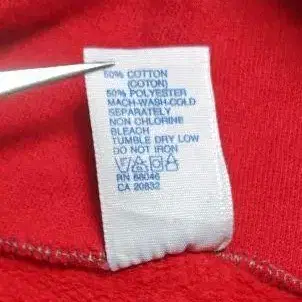 50% COTTON
(COTON)
50% POLYESTER
MACH-WASH-COLD
SEPARATELY
NON CHLORINE
BLEACH
TUMBLE DRY LOW
DO NOT IRON
RN 66046
CA 20832